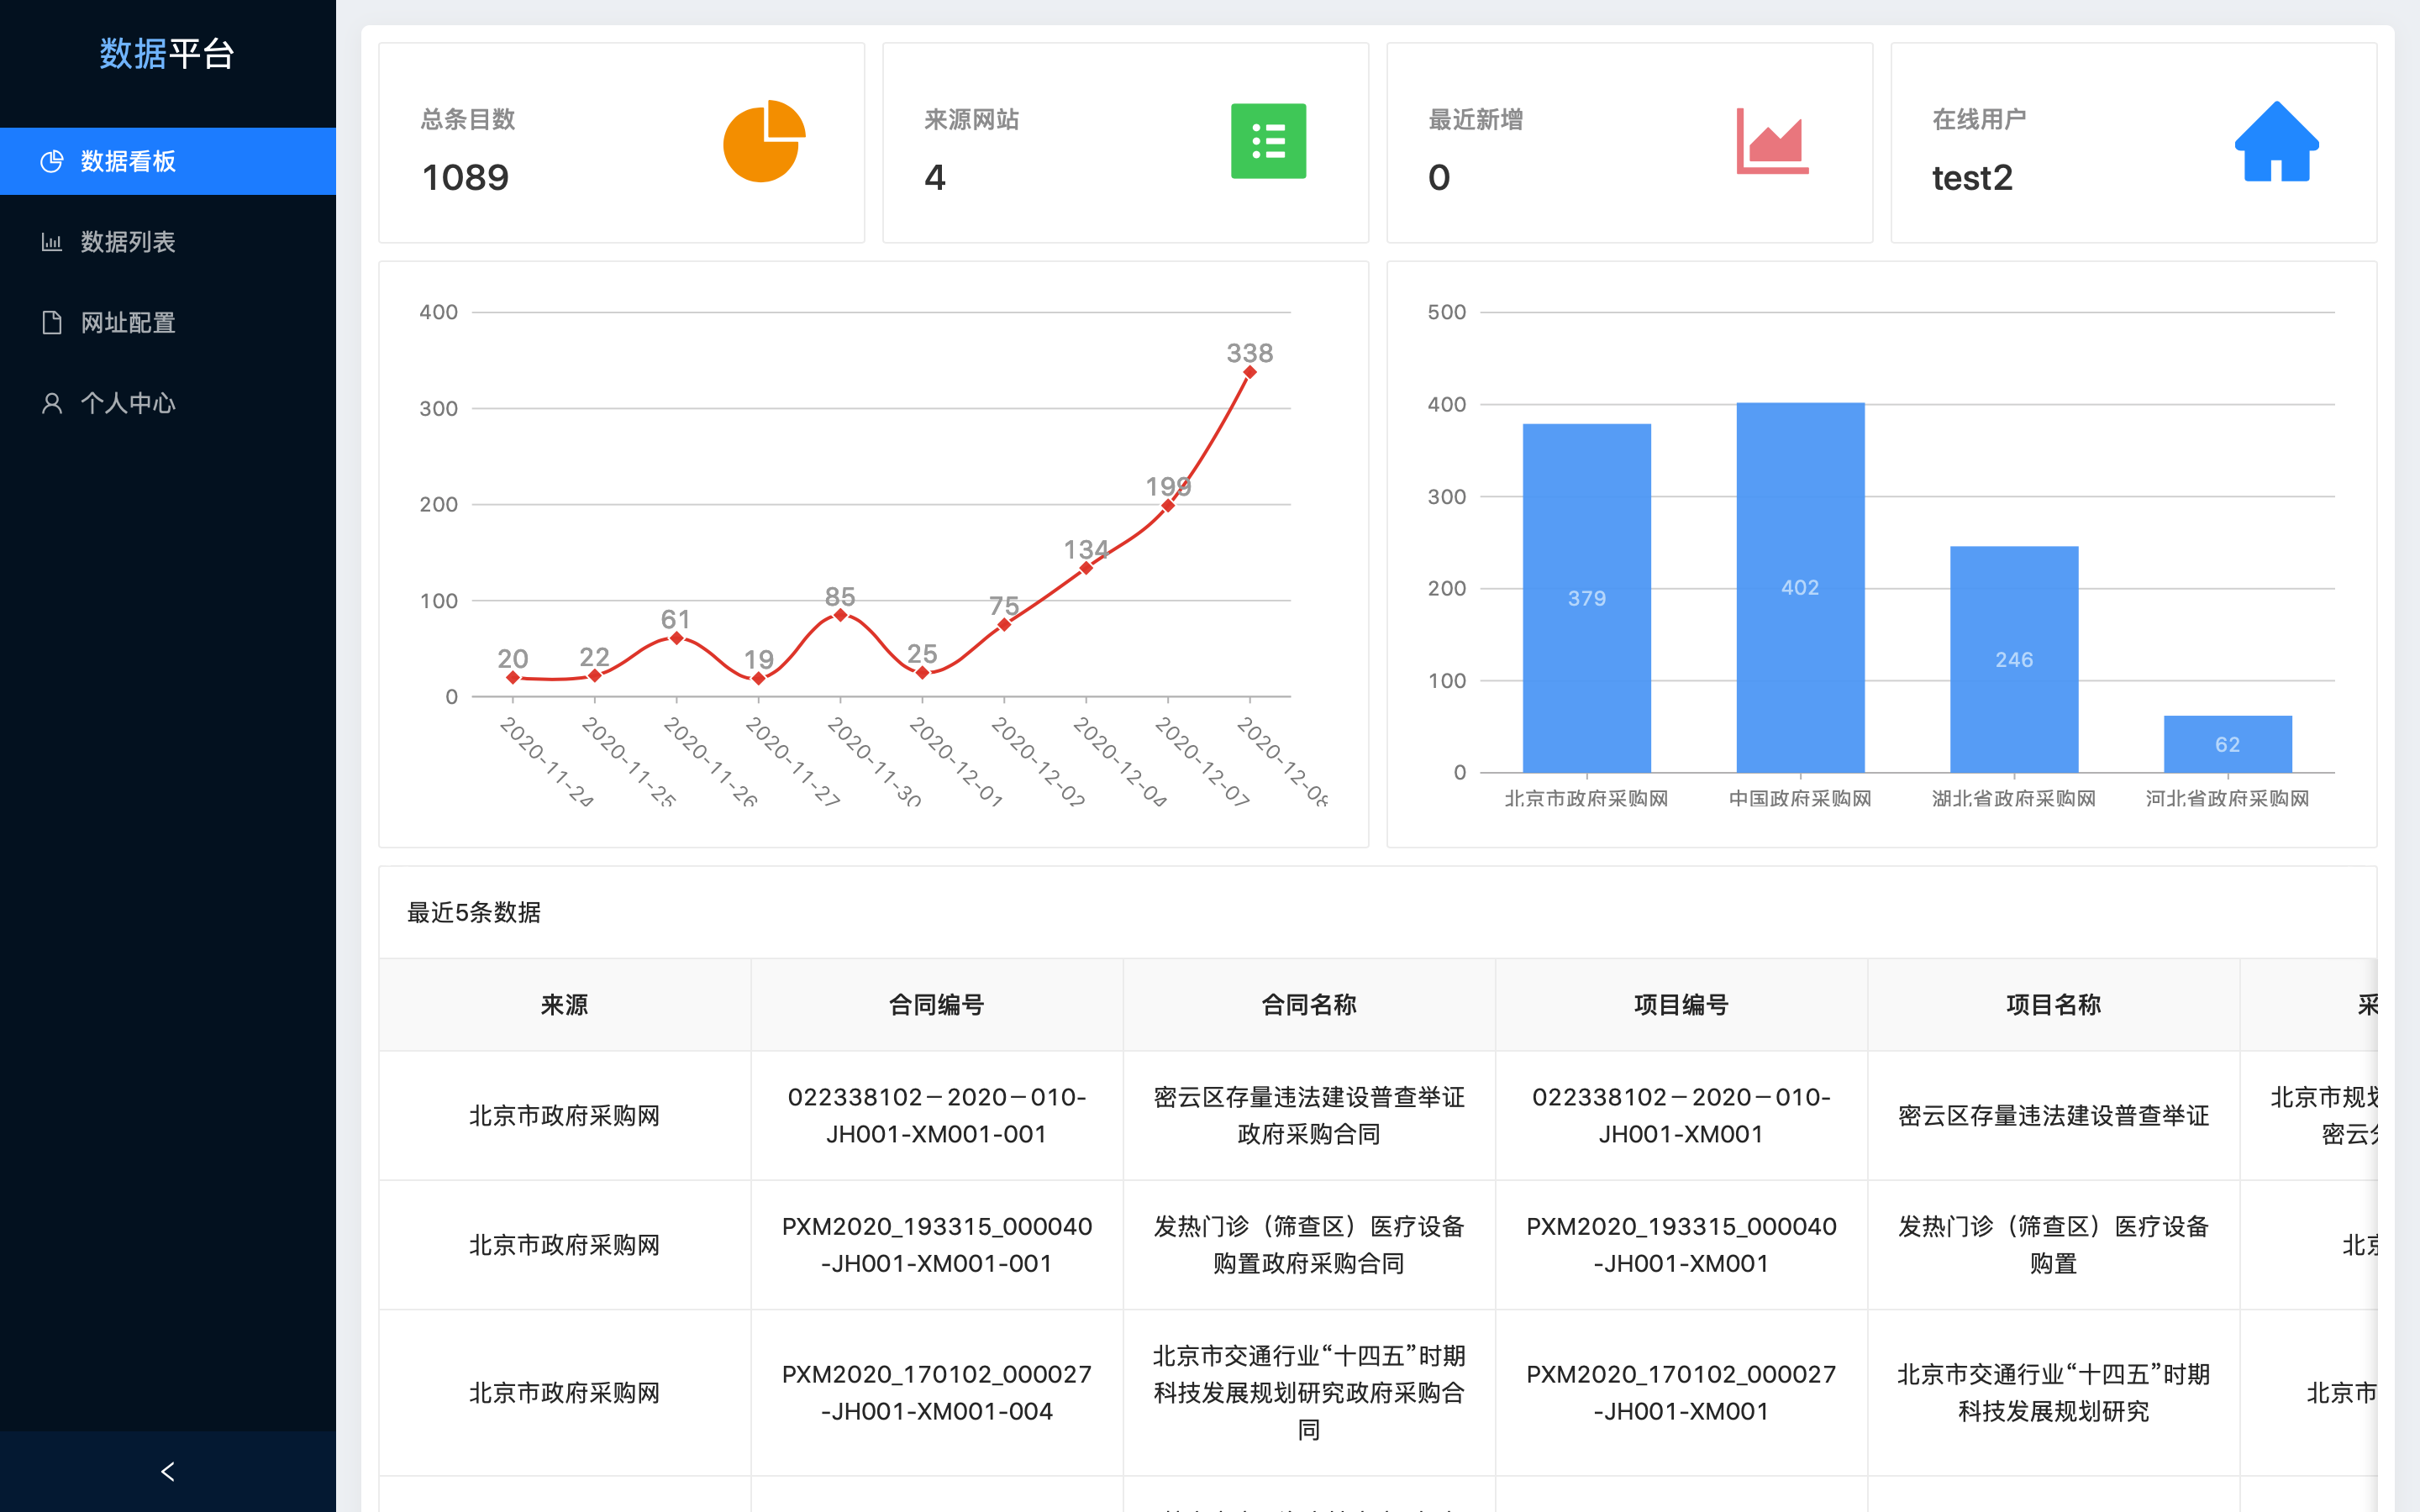 数据平台
数据看板
数据列表
网址配置
个人中心
总条目数
1089
来源网站
4
最近新增
0
在线用户
test2
400
300
200
100
0
20
22
61
19
85
25
75
134
199
338
2020-11-24
2020-11-25
2020-11-26
2020-11-27
2020-11-30
2020-12-01
2020-12-02
2020-12-04
2020-12-07
2020-12-08
500
400
300
200
100
0
379
402
246
62
北京市政府采购网
中国政府采购网
湖北省政府采购网
河北省政府采购网
最近5条数据
来源
合同编号
合同名称
项目编号
项目名称
采
北京市政府采购网
022338102－2020－010-
JH001-XM001-001
密云区存量违法建设普查举证
政府采购合同
022338102－2020－010-
JH001-XM001
密云区存量违法建设普查举证
北京市规划
密云分
北京市政府采购网
PXM2020_193315_000040
-JH001-XM001-001
发热门诊（筛查区）医疗设备
购置政府采购合同
PXM2020_193315_000040
-JH001-XM001
发热门诊（筛查区）医疗设备
购置
北京
北京市政府采购网
PXM2020_170102_000027
-JH001-XM001-004
北京市交通行业“十四五”时期
科技发展规划研究政府采购合
同
PXM2020_170102_000027
-JH001-XM001
北京市交通行业“十四五”时期
科技发展规划研究
北京市